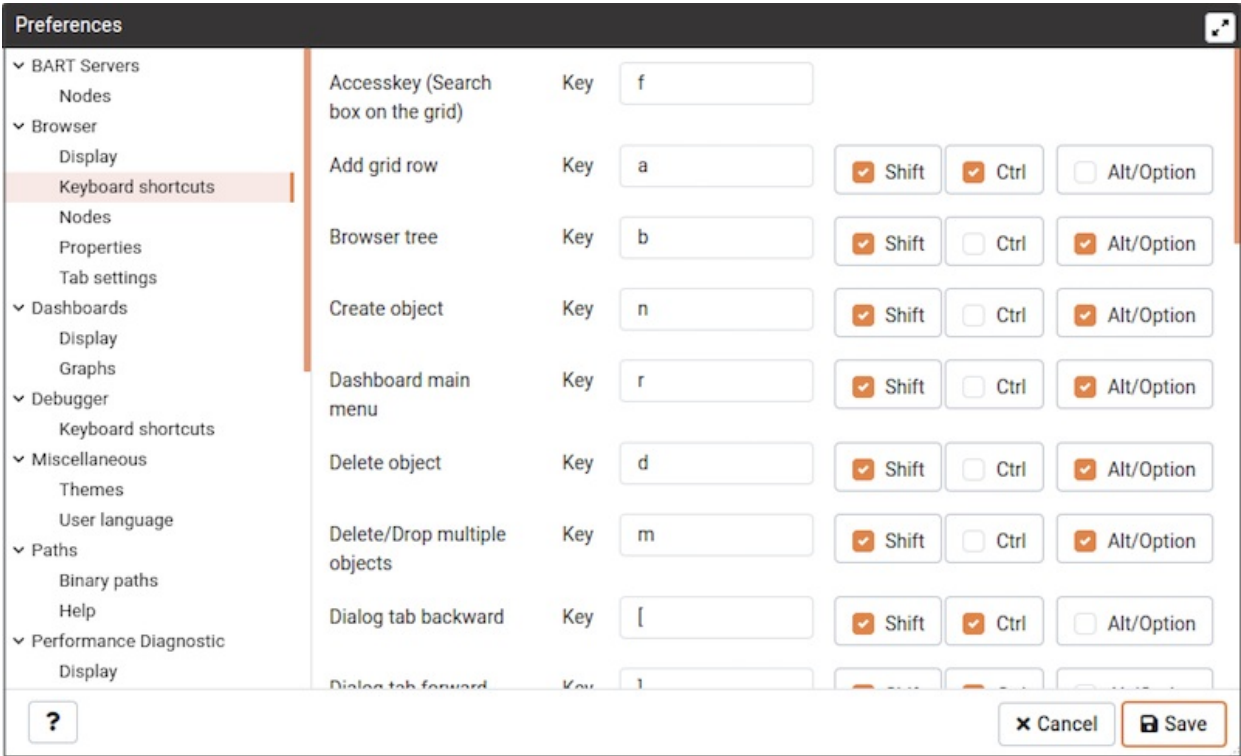 Preferences
BART Servers
Nodes
Browser
Display
Keyboard shortcuts
Nodes
Properties
Tab settings
Dashboards
Display
Graphs
Debugger
Keyboard shortcuts
Miscellaneous
Themes
User language
Paths
Binary paths
Help
Performance Diagnostic
Display
Accesskey (Search
box on the grid)
Key f
Add grid row Key a Shift Ctrl Alt/Option
Browser tree Key b Shift Ctrl Alt/Option
Create object Key n Shift Ctrl Alt/Option
Dashboard main
menu
Key r Shift Ctrl Alt/Option
Delete object Key d Shift Ctrl Alt/Option
Delete/Drop multiple
objects
Key m Shift Ctrl Alt/Option
Dialog tab backward Key [ Shift Ctrl Alt/Option
Dialog tab forward Key ]
? Cancel Save